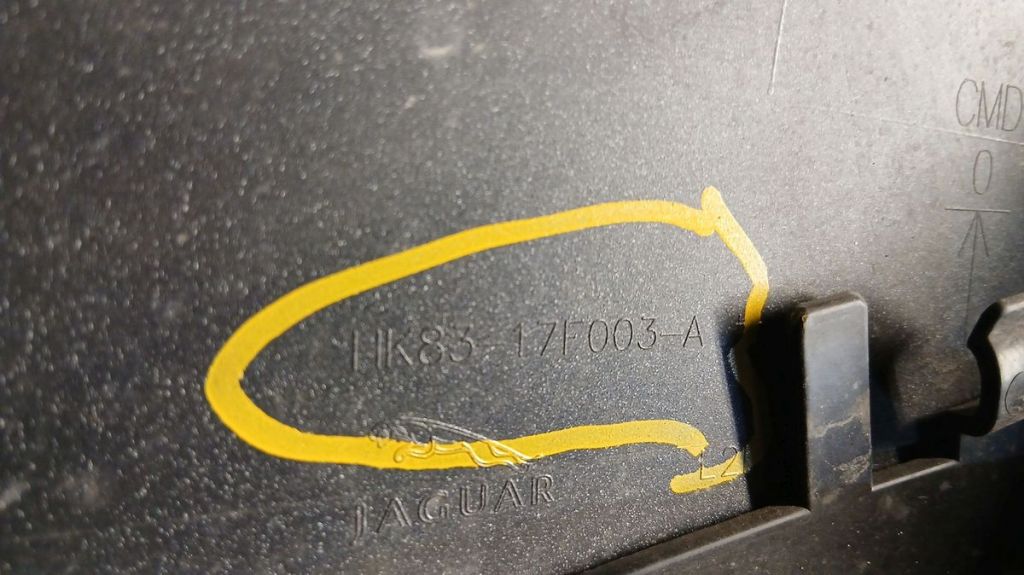 CMD
0
HK83-17F003-A
L2
JAGUAR